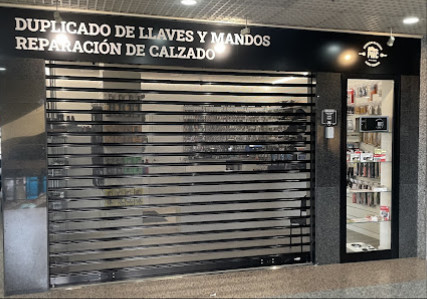 DUPLICADO DE LLAVES Y MANDOS
REPARACIÓN DE CALZADO